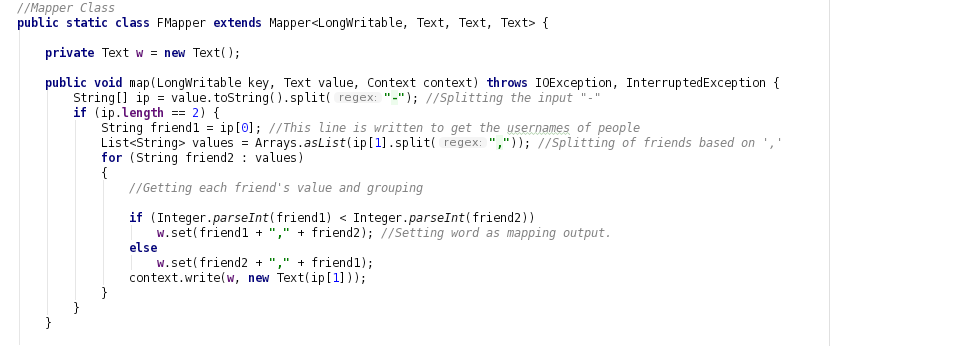 //Mapper Class
public static class FMapper extends Mapper<LongWritable, Text, Text, Text> {
private Text w = new Text();
public void map(LongWritable key, Text value, Context context) throws IOException, InterruptedException {
String[] ip = value.toString().split( regex: "-"); //Splitting the input "-"
if (ip.length == 2) {
String friend1 = ip[0]; //This line is written to get the usernames of people
List<String> values = Arrays.asList(ip[1].split( regex: ",")); //Splitting of friends based on ','
for (String friend2 : values)
{
//Getting each friend's value and grouping
if (Integer.parseInt(friend1) < Integer.parseInt(friend2))
w.set(friend1 + "," + friend2); //Setting word as mapping output.
else
w.set(friend2 + "," + friend1);
context.write(w, new Text(ip[1]));
}
}
}